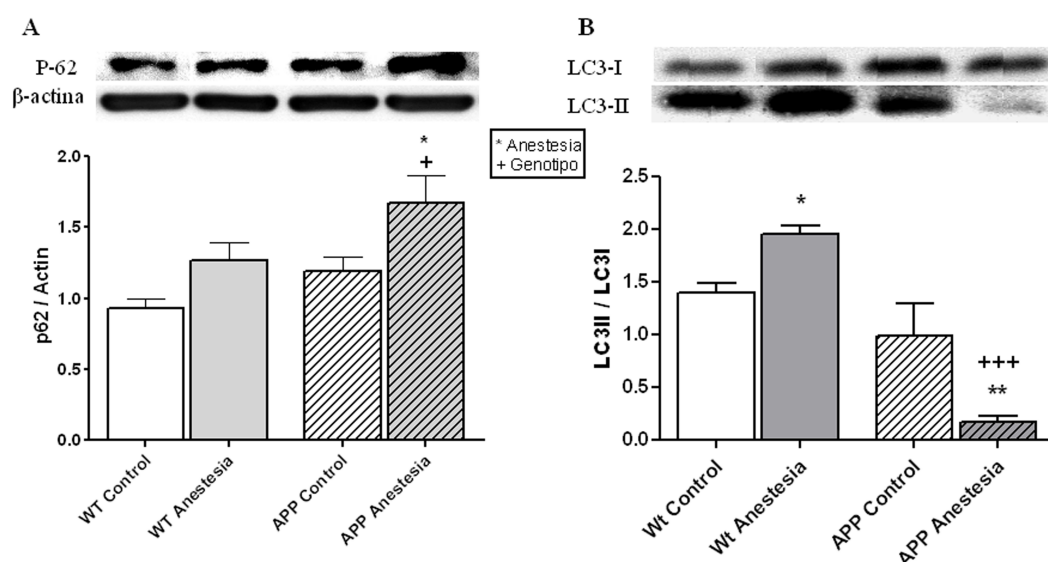 A
P-62
β-actina
p62 / Actin
2.0
1.5
1.0
0.5
0.0
*
+
WT Control
WT Anestesia
APP Control
APP Anestesia
* Anestesia
+ Genotipo
B
LC3-I
LC3-II
LC3II / LC3I
2.5
2.0
1.5
1.0
0.5
0.0
*
+++
**
Wt Control
Wt Anestesia
APP Control
APP Anestesia